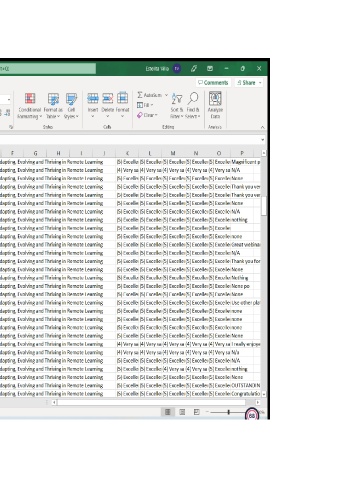 Comments Share
Conditional Format as Cell Insert Delete Format AutoSum Sort & Find & Analyze
Formatting Table Styles Fill Clear Filter Select Data
Styles Cells Editing Analysis
F G H I J K L M N O P
dapting, Evolving and Thriving in Remote Learning (5) Excelle (5) Excelle (5) Excelle (5) Excelle (5) Excelle Magnificent p
dapting, Evolving and Thriving in Remote Learning (4) Very sa (4) Very sa (4) Very sa (4) Very sa (4) Very sa N/A
dapting, Evolving and Thriving in Remote Learning (5) Excelle (5) Excelle (5) Excelle (5) Excelle (5) Excelle None
dapting, Evolving and Thriving in Remote Learning (5) Excelle (5) Excelle (5) Excelle (5) Excelle (5) Excelle Thank you ver
dapting, Evolving and Thriving in Remote Learning (5) Excelle (5) Excelle (5) Excelle (5) Excelle (5) Excelle Thank you ver
dapting, Evolving and Thriving in Remote Learning (5) Excelle (5) Excelle (5) Excelle (5) Excelle (5) Excelle None
dapting, Evolving and Thriving in Remote Learning (5) Excelle (5) Excelle (5) Excelle (5) Excelle (5) Excelle N/A
dapting, Evolving and Thriving in Remote Learning (5) Excelle (5) Excelle (5) Excelle (5) Excelle (5) Excelle nothing
dapting, Evolving and Thriving in Remote Learning (5) Excelle (5) Excelle (5) Excelle (5) Excelle (5) Excelle
dapting, Evolving and Thriving in Remote Learning (5) Excelle (5) Excelle (5) Excelle (5) Excelle (5) Excelle none
dapting, Evolving and Thriving in Remote Learning (5) Excelle (5) Excelle (5) Excelle (5) Excelle (5) Excelle Great webina
dapting, Evolving and Thriving in Remote Learning (5) Excelle (5) Excelle (5) Excelle (5) Excelle (5) Excelle N/A
dapting, Evolving and Thriving in Remote Learning (5) Excelle (5) Excelle (5) Excelle (5) Excelle (5) Excelle Thank you for
dapting, Evolving and Thriving in Remote Learning (5) Excelle (5) Excelle (5) Excelle (5) Excelle (5) Excelle None
dapting, Evolving and Thriving in Remote Learning (5) Excelle (5) Excelle (5) Excelle (5) Excelle (5) Excelle Nothing
dapting, Evolving and Thriving in Remote Learning (5) Excelle (5) Excelle (5) Excelle (5) Excelle (5) Excelle None po
dapting, Evolving and Thriving in Remote Learning (5) Excelle (5) Excelle (5) Excelle (5) Excelle (5) Excelle None
dapting, Evolving and Thriving in Remote Learning (5) Excelle (5) Excelle (5) Excelle (5) Excelle (5) Excelle Use other plat
dapting, Evolving and Thriving in Remote Learning (5) Excelle (5) Excelle (5) Excelle (5) Excelle (5) Excelle none
dapting, Evolving and Thriving in Remote Learning (5) Excelle (5) Excelle (5) Excelle (5) Excelle (5) Excelle none
dapting, Evolving and Thriving in Remote Learning (5) Excelle (5) Excelle (5) Excelle (5) Excelle (5) Excelle none
dapting, Evolving and Thriving in Remote Learning (5) Excelle (5) Excelle (5) Excelle (5) Excelle (5) Excelle None
dapting, Evolving and Thriving in Remote Learning (4) Very sa (4) Very sa (4) Very sa (4) Very sa (4) Very sa I really enjoye
dapting, Evolving and Thriving in Remote Learning (4) Very sa (4) Very sa (4) Very sa (4) Very sa (4) Very sa N/A
dapting, Evolving and Thriving in Remote Learning (5) Excelle (5) Excelle (5) Excelle (5) Excelle (5) Excelle N/A
dapting, Evolving and Thriving in Remote Learning (5) Excelle (5) Excelle (4) Very sa (4) Very sa (5) Excelle nothing
dapting, Evolving and Thriving in Remote Learning (5) Excelle (5) Excelle (5) Excelle (5) Excelle (5) Excelle None
dapting, Evolving and Thriving in Remote Learning (5) Excelle (5) Excelle (5) Excelle (5) Excelle (5) Excelle OUTSTANDIN
dapting, Evolving and Thriving in Remote Learning (5) Excelle (5) Excelle (5) Excelle (5) Excelle (5) Excelle Congratulatio